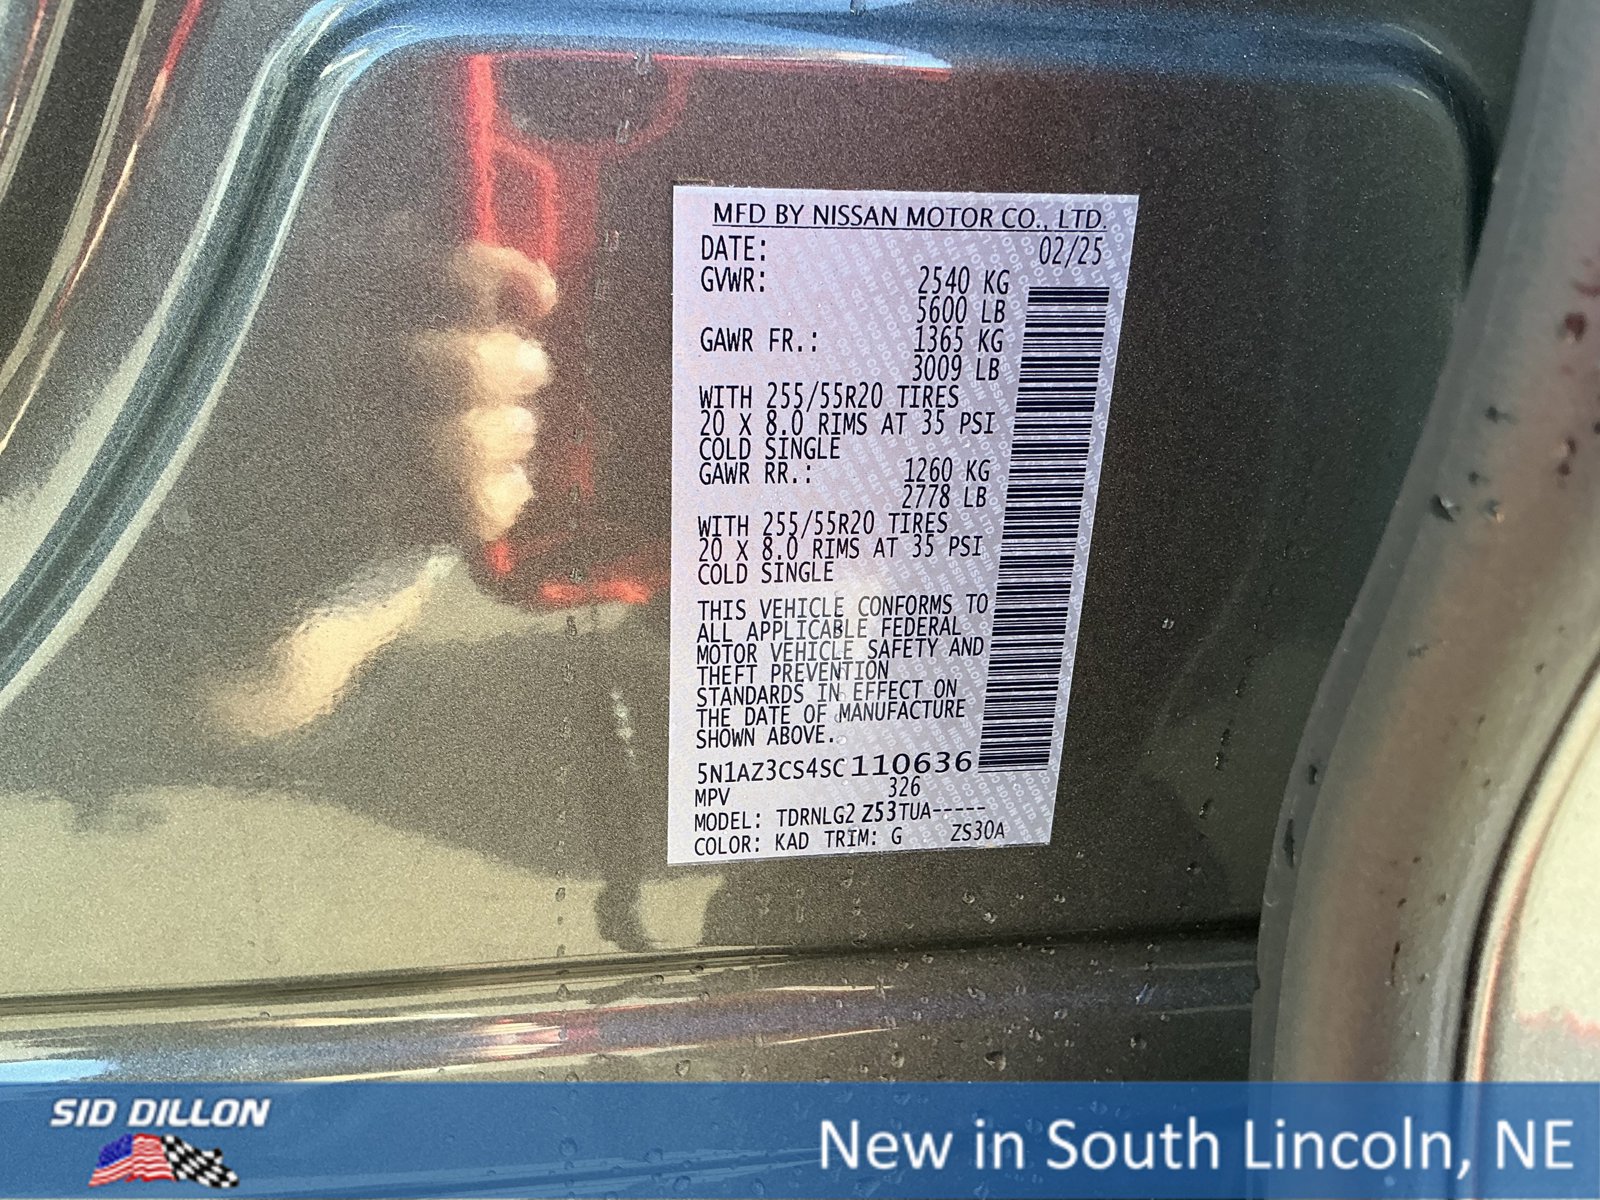 MFD BY NISSAN MOTOR CO., LTD.
DATE: 02/25
GVWR: 2540 KG
5600 LB
GAWR FR.: 1365 KG
3009 LB
WITH 255/55R20 TIRES
20 X 8.0 RIMS AT 35 PSI
COLD SINGLE
GAWR RR.: 1260 KG
2778 LB
WITH 255/55R20 TIRES
20 X 8.0 RIMS AT 35 PSI
COLD SINGLE
THIS VEHICLE CONFORMS TO
ALL APPLICABLE FEDERAL
MOTOR VEHICLE SAFETY AND
THEFT PREVENTION
STANDARDS IN EFFECT ON
THE DATE OF MANUFACTURE
SHOWN ABOVE.
5N1AZ3CS4SC110636
MPV 326
MODEL: TDRNLG2 Z53TUA-----
COLOR: KAD TRIM: G ZS30A
SID DILLON
New in South Lincoln, NE